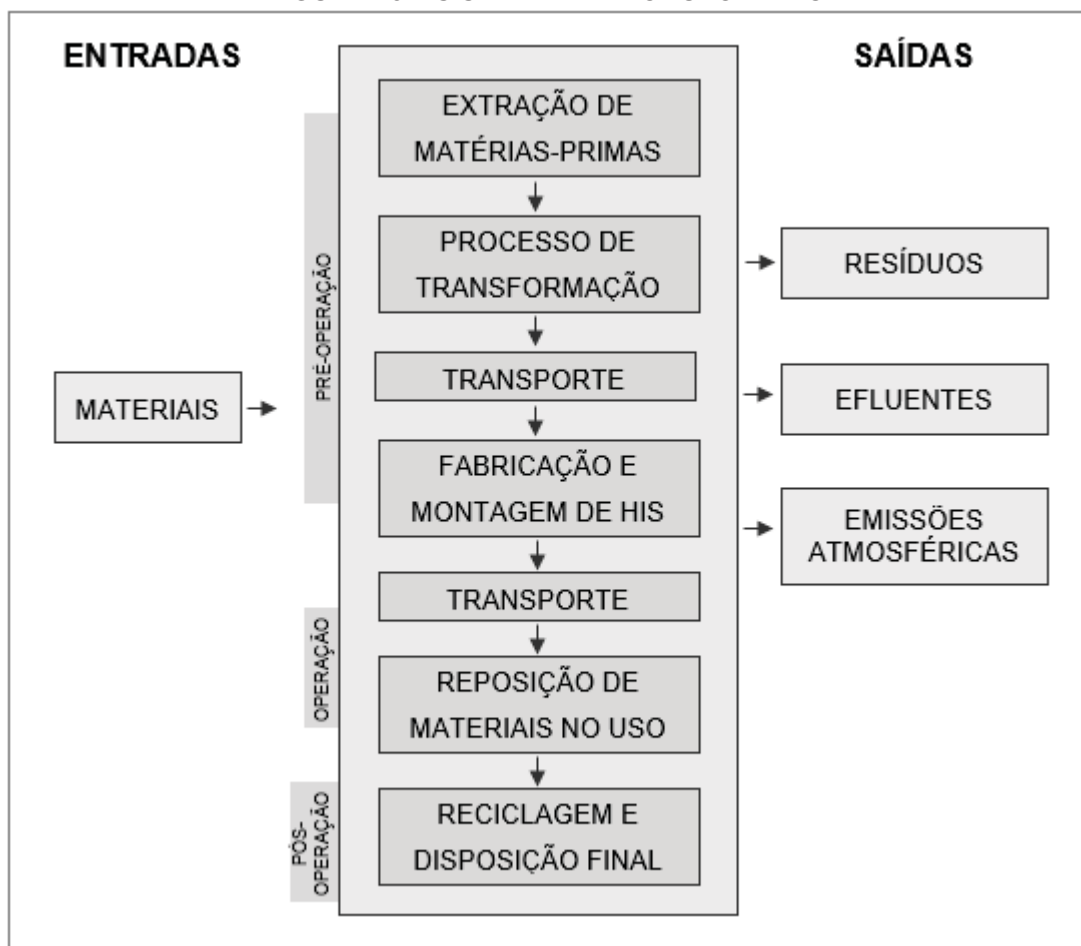 ENTRADAS
SAÍDAS
EXTRAÇÃO DE
MATÉRIAS-PRIMAS
PROCESSO DE
TRANSFORMAÇÃO
TRANSPORTE
FABRICAÇÃO E
MONTAGEM DE HIS
TRANSPORTE
REPOSIÇÃO DE
MATERIAIS NO USO
RECICLAGEM E
DISPOSIÇÃO FINAL
PRÉ-OPERAÇÃO
OPERAÇÃO
PÓS-
OPERAÇÃO
MATERIAIS
RESÍDUOS
EFLUENTES
EMISSÕES
ATMOSFÉRICAS